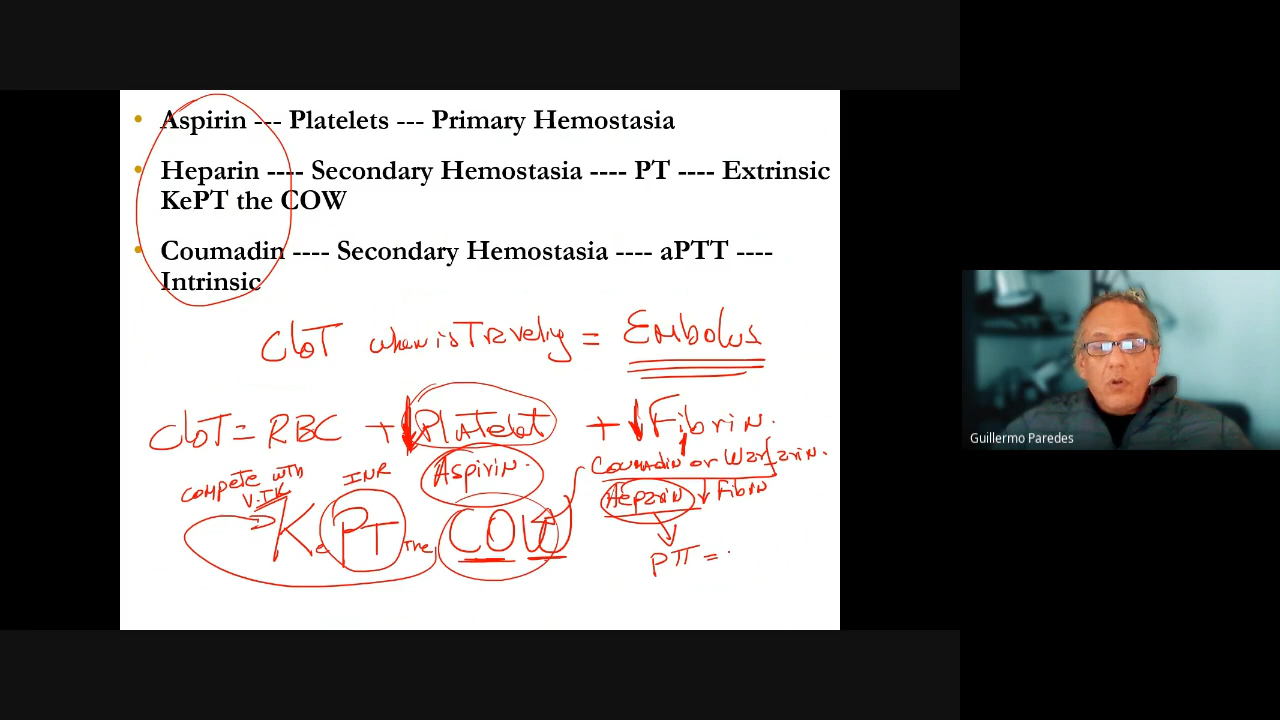 • Aspirin --- Platelets --- Primary Hemostasia
• Heparin ---- Secondary Hemostasia ---- PT ---- Extrinsic
KePT the COW
• Coumadin ---- Secondary Hemostasia ---- aPTT ----
Intrinsic
Clot when is Traveling = Embolus
Clot = RBC + ↓ Platelet + ↓ Fibrin.
Aspirin.
Coumadin or Warfarin.
Heparin ↓ Fibrin
PTT =
compete with
Vit K
INR
KePT the COW
Guillermo Paredes